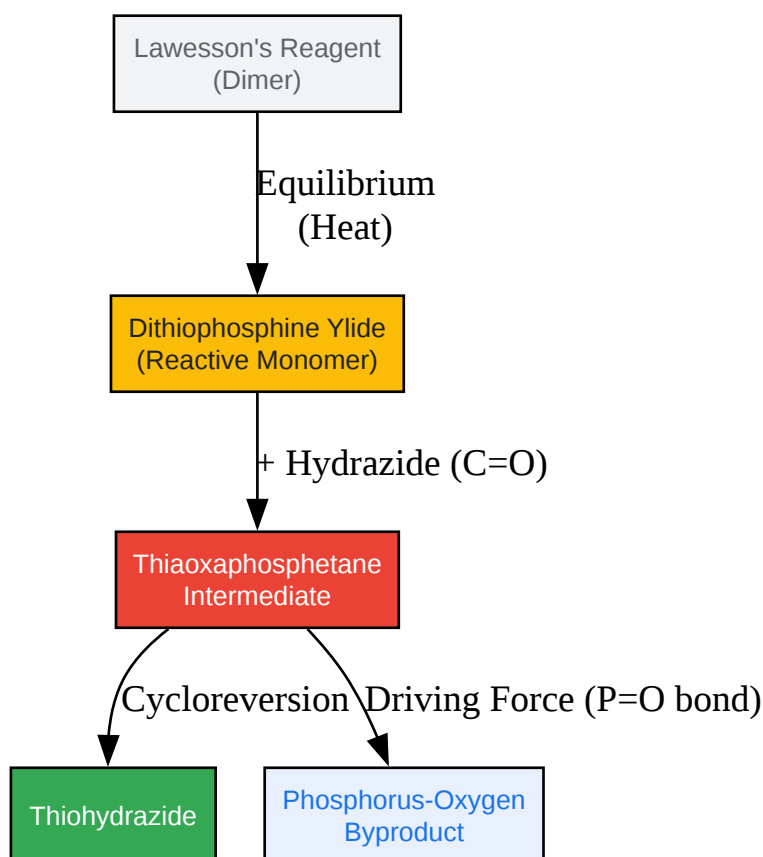 Lawesson's Reagent
(Dimer)
Equilibrium
(Heat)
Dithiophosphine Ylide
(Reactive Monomer)
+ Hydrazide (C=O)
Thiaoxaphosphetane
Intermediate
Cycloreversion
Driving Force (P=O bond)
Thiohydrazide
Phosphorus-Oxygen
Byproduct